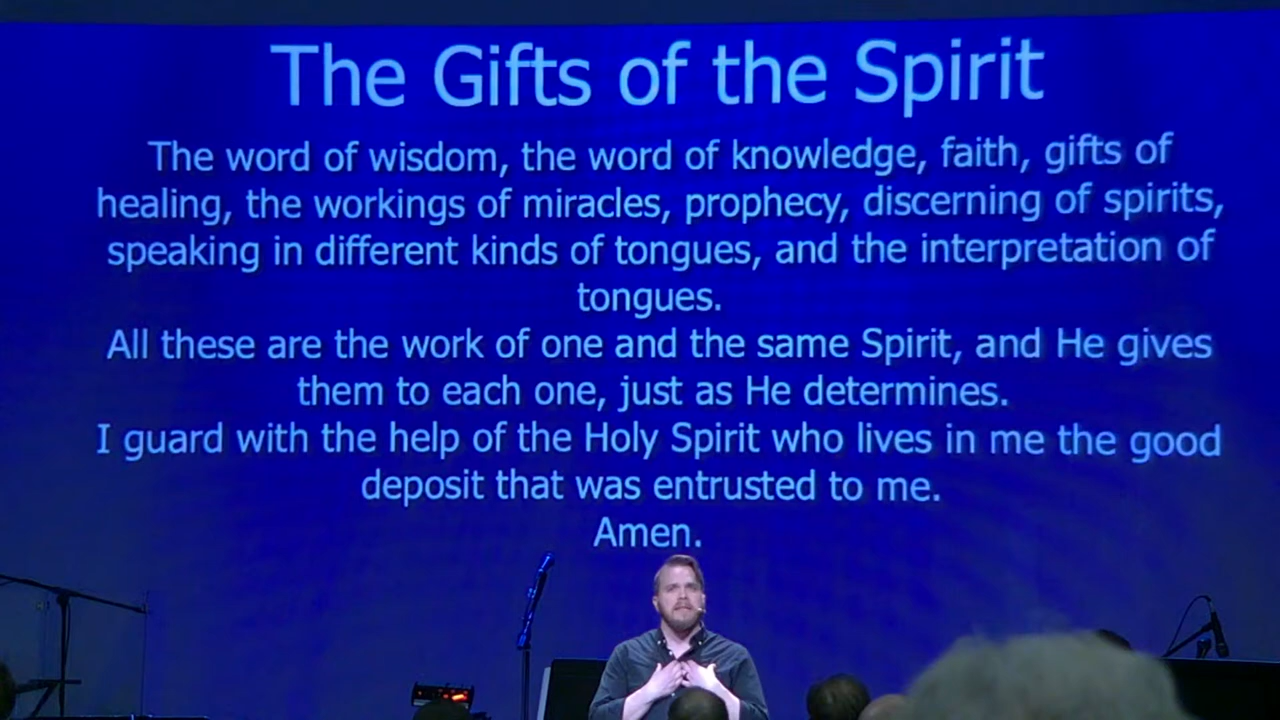 The Gifts of the Spirit
The word of wisdom, the word of knowledge, faith, gifts of
healing, the workings of miracles, prophecy, discerning of spirits,
speaking in different kinds of tongues, and the interpretation of
tongues.
All these are the work of one and the same Spirit, and He gives
them to each one, just as He determines.
I guard with the help of the Holy Spirit who lives in me the good
deposit that was entrusted to me.
Amen.